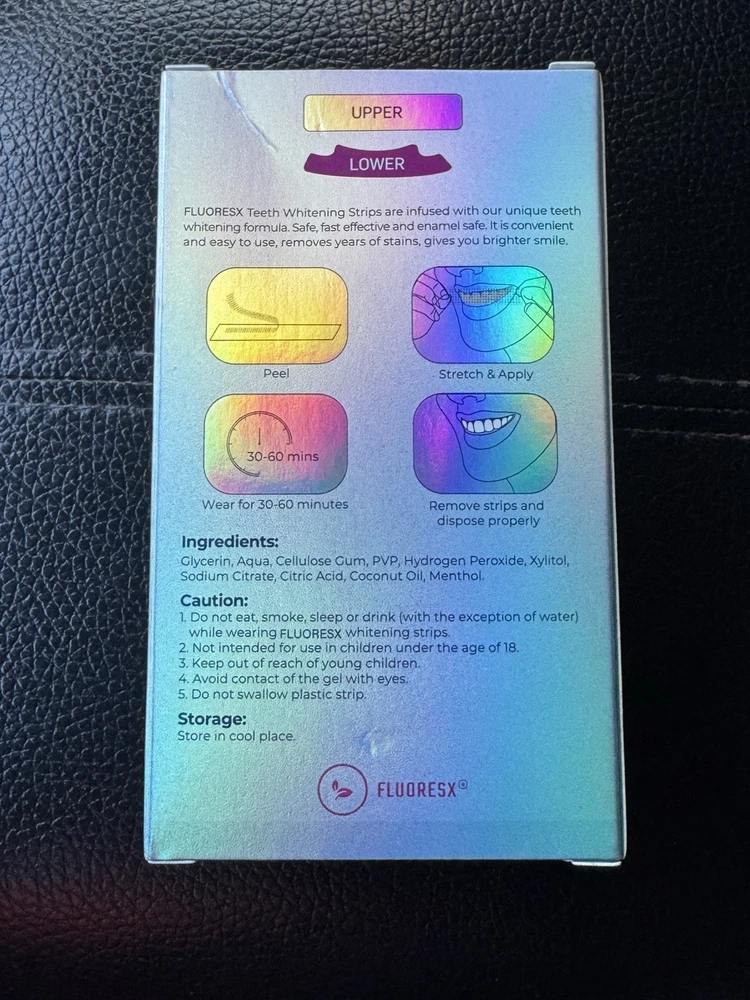 UPPER
LOWER
FLUORESX Teeth Whitening Strips are infused with our unique teeth
whitening formula. Safe, fast effective and enamel safe. It is convenient
and easy to use, removes years of stains, gives you brighter smile.
Peel
Stretch & Apply
30-60 mins
Wear for 30-60 minutes
Remove strips and
dispose properly
Ingredients:
Glycerin, Aqua, Cellulose Gum, PVP, Hydrogen Peroxide, Xylitol,
Sodium Citrate, Citric Acid, Coconut Oil, Menthol.
Caution:
1. Do not eat, smoke, sleep or drink (with the exception of water)
while wearing FLUORESX whitening strips.
2. Not intended for use in children under the age of 18.
3. Keep out of reach of young children.
4. Avoid contact of the gel with eyes.
5. Do not swallow plastic strip.
Storage:
Store in cool place.
FLUORESX®